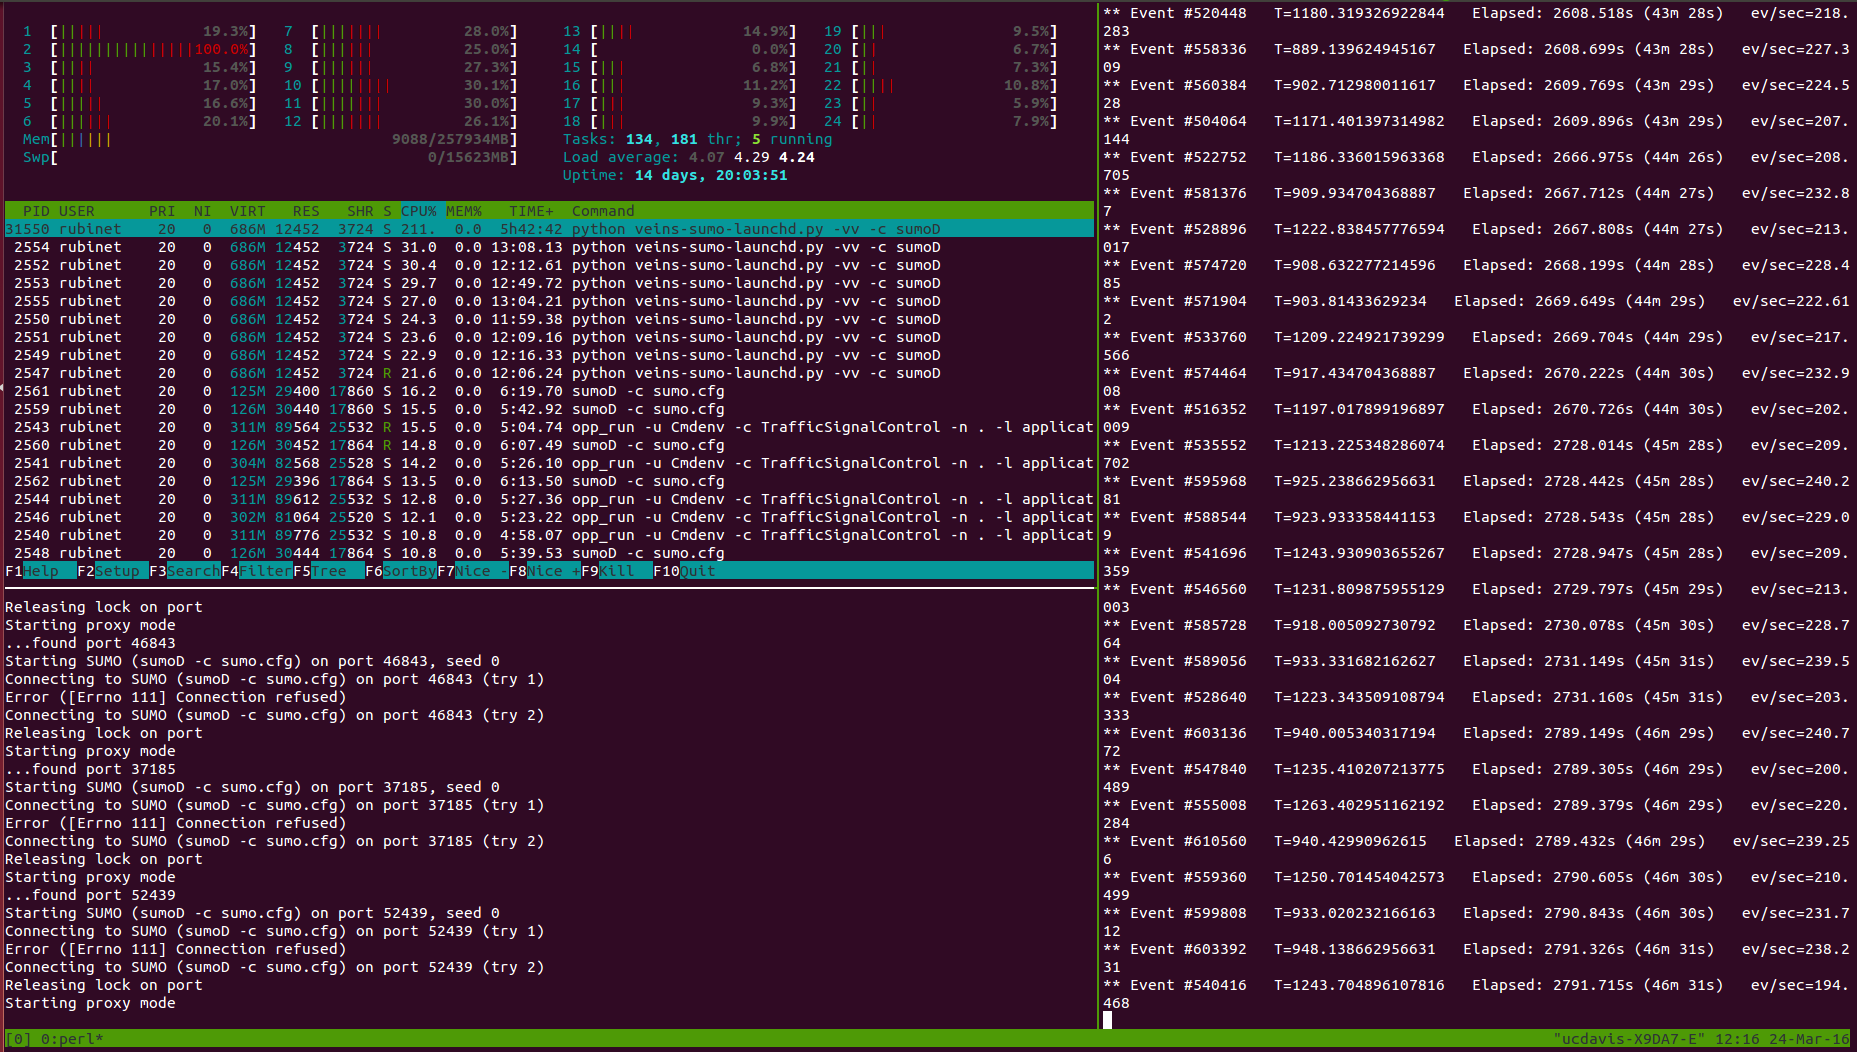 1 [||||| 19.3%] 7 [||||||| 28.0%] 13 [|||| 14.9%] 19 [||| 9.5%]
2 [|||||||||||||||100.0%] 8 [|||||| 25.0%] 14 [ 0.0%] 20 [|| 6.7%]
3 [|||| 15.4%] 9 [|||||| 27.3%] 15 [||| 6.8%] 21 [|| 7.3%]
4 [|||| 17.0%] 10 [|||||||| 30.1%] 16 [||| 11.2%] 22 [|||| 10.8%]
5 [||||| 16.6%] 11 [||||||| 30.0%] 17 [||| 9.3%] 23 [|| 5.9%]
6 [|||||| 20.1%] 12 [||||||| 26.1%] 18 [||| 9.9%] 24 [|| 7.9%]
Mem[|||||| 9088/257934MB] Tasks: 134, 181 thr; 5 running
Swp[ 0/15623MB] Load average: 4.07 4.29 4.24
Uptime: 14 days, 20:03:51
PID USER PRI NI VIRT RES SHR S CPU% MEM% TIME+ Command
31550 rubinet 20 0 686M 12452 3724 S 211. 0.0 5h42:42 python veins-sumo-launchd.py -vv -c sumoD
2554 rubinet 20 0 686M 12452 3724 S 31.0 0.0 13:08.13 python veins-sumo-launchd.py -vv -c sumoD
2552 rubinet 20 0 686M 12452 3724 S 30.4 0.0 12:12.61 python veins-sumo-launchd.py -vv -c sumoD
2553 rubinet 20 0 686M 12452 3724 S 29.7 0.0 12:49.72 python veins-sumo-launchd.py -vv -c sumoD
2555 rubinet 20 0 686M 12452 3724 S 27.0 0.0 13:04.21 python veins-sumo-launchd.py -vv -c sumoD
2550 rubinet 20 0 686M 12452 3724 S 24.3 0.0 11:59.38 python veins-sumo-launchd.py -vv -c sumoD
2551 rubinet 20 0 686M 12452 3724 S 23.6 0.0 12:09.16 python veins-sumo-launchd.py -vv -c sumoD
2549 rubinet 20 0 686M 12452 3724 S 22.9 0.0 12:16.33 python veins-sumo-launchd.py -vv -c sumoD
2547 rubinet 20 0 686M 12452 3724 R 21.6 0.0 12:06.24 python veins-sumo-launchd.py -vv -c sumoD
2561 rubinet 20 0 125M 29400 17860 S 16.2 0.0 6:19.70 sumoD -c sumo.cfg
2559 rubinet 20 0 126M 30440 17860 S 15.5 0.0 5:42.92 sumoD -c sumo.cfg
2543 rubinet 20 0 311M 89564 25532 R 15.5 0.0 5:04.74 opp_run -u Cmdenv -c TrafficSignalControl -n . -l applicat
2560 rubinet 20 0 126M 30452 17864 R 14.8 0.0 6:07.49 sumoD -c sumo.cfg
2541 rubinet 20 0 304M 82568 25528 S 14.2 0.0 5:26.10 opp_run -u Cmdenv -c TrafficSignalControl -n . -l applicat
2562 rubinet 20 0 125M 29396 17864 S 13.5 0.0 6:13.50 sumoD -c sumo.cfg
2544 rubinet 20 0 311M 89612 25532 S 12.8 0.0 5:27.36 opp_run -u Cmdenv -c TrafficSignalControl -n . -l applicat
2546 rubinet 20 0 302M 81064 25520 S 12.1 0.0 5:23.22 opp_run -u Cmdenv -c TrafficSignalControl -n . -l applicat
2540 rubinet 20 0 311M 89776 25532 S 10.8 0.0 4:58.07 opp_run -u Cmdenv -c TrafficSignalControl -n . -l applicat
2548 rubinet 20 0 126M 30444 17864 S 10.8 0.0 5:39.53 sumoD -c sumo.cfg
F1Help F2Setup F3SearchF4FilterF5Tree F6SortByF7Nice -F8Nice +F9Kill F10Quit
Releasing lock on port
Starting proxy mode
...found port 46843
Starting SUMO (sumoD -c sumo.cfg) on port 46843, seed 0
Connecting to SUMO (sumoD -c sumo.cfg) on port 46843 (try 1)
Error ([Errno 111] Connection refused)
Connecting to SUMO (sumoD -c sumo.cfg) on port 46843 (try 2)
Releasing lock on port
Starting proxy mode
...found port 37185
Starting SUMO (sumoD -c sumo.cfg) on port 37185, seed 0
Connecting to SUMO (sumoD -c sumo.cfg) on port 37185 (try 1)
Error ([Errno 111] Connection refused)
Connecting to SUMO (sumoD -c sumo.cfg) on port 37185 (try 2)
Releasing lock on port
Starting proxy mode
...found port 52439
Starting SUMO (sumoD -c sumo.cfg) on port 52439, seed 0
Connecting to SUMO (sumoD -c sumo.cfg) on port 52439 (try 1)
Error ([Errno 111] Connection refused)
Connecting to SUMO (sumoD -c sumo.cfg) on port 52439 (try 2)
Releasing lock on port
Starting proxy mode
** Event #520448 T=1180.319326922844 Elapsed: 2608.518s (43m 28s) ev/sec=218.
283
** Event #558336 T=889.139624945167 Elapsed: 2608.699s (43m 28s) ev/sec=227.3
09
** Event #560384 T=902.712980011617 Elapsed: 2609.769s (43m 29s) ev/sec=224.5
28
** Event #504064 T=1171.401397314982 Elapsed: 2609.896s (43m 29s) ev/sec=207.
144
** Event #522752 T=1186.336015963368 Elapsed: 2666.975s (44m 26s) ev/sec=208.
705
** Event #581376 T=909.934704368887 Elapsed: 2667.712s (44m 27s) ev/sec=232.8
7
** Event #528896 T=1222.838457776594 Elapsed: 2667.808s (44m 27s) ev/sec=213.
017
** Event #574720 T=908.632277214596 Elapsed: 2668.199s (44m 28s) ev/sec=228.4
85
** Event #571904 T=903.81433629234 Elapsed: 2669.649s (44m 29s) ev/sec=222.61
2
** Event #533760 T=1209.224921739299 Elapsed: 2669.704s (44m 29s) ev/sec=217.
566
** Event #574464 T=917.434704368887 Elapsed: 2670.222s (44m 30s) ev/sec=232.9
08
** Event #516352 T=1197.017899196897 Elapsed: 2670.726s (44m 30s) ev/sec=202.
009
** Event #535552 T=1213.225348286074 Elapsed: 2728.014s (45m 28s) ev/sec=209.
702
** Event #595968 T=925.238662956631 Elapsed: 2728.442s (45m 28s) ev/sec=240.2
81
** Event #588544 T=923.933358441153 Elapsed: 2728.543s (45m 28s) ev/sec=229.0
9
** Event #541696 T=1243.930903655267 Elapsed: 2728.947s (45m 28s) ev/sec=209.
359
** Event #546560 T=1231.809875955129 Elapsed: 2729.797s (45m 29s) ev/sec=213.
003
** Event #585728 T=918.005092730792 Elapsed: 2730.078s (45m 30s) ev/sec=228.7
64
** Event #589056 T=933.331682162627 Elapsed: 2731.149s (45m 31s) ev/sec=239.5
04
** Event #528640 T=1223.343509108794 Elapsed: 2731.160s (45m 31s) ev/sec=203.
333
** Event #603136 T=940.005340317194 Elapsed: 2789.149s (46m 29s) ev/sec=240.7
72
** Event #547840 T=1235.410207213775 Elapsed: 2789.305s (46m 29s) ev/sec=200.
489
** Event #555008 T=1263.402951162192 Elapsed: 2789.379s (46m 29s) ev/sec=220.
284
** Event #610560 T=940.42990962615 Elapsed: 2789.432s (46m 29s) ev/sec=239.25
6
** Event #559360 T=1250.701454042573 Elapsed: 2790.605s (46m 30s) ev/sec=210.
499
** Event #599808 T=933.020232166163 Elapsed: 2790.843s (46m 30s) ev/sec=231.7
12
** Event #603392 T=948.138662956631 Elapsed: 2791.326s (46m 31s) ev/sec=238.2
31
** Event #540416 T=1243.704896107816 Elapsed: 2791.715s (46m 31s) ev/sec=194.
468
[0] 0:perl* "ucdavis-X9DA7-E" 12:16 24-Mar-16